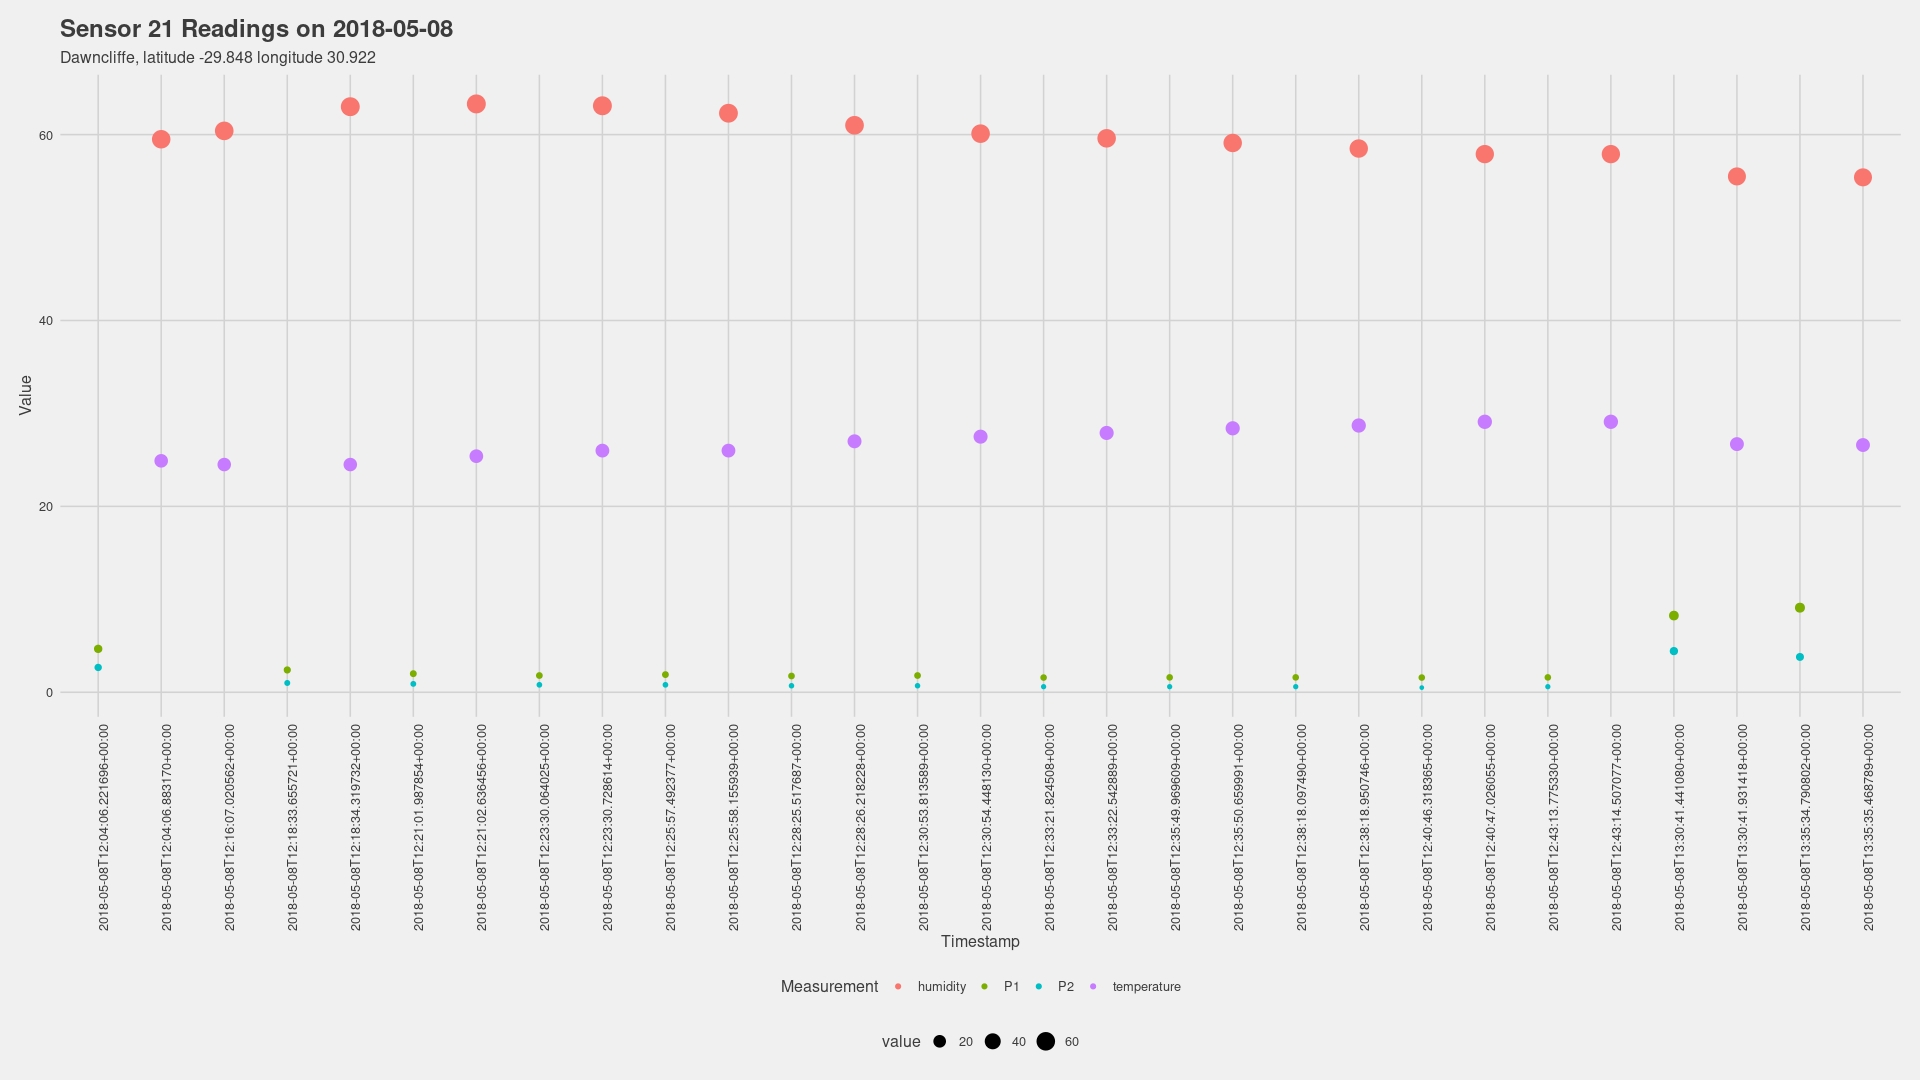 Sensor 21 Readings on 2018-05-08
Dawncliffe, latitude -29.848 longitude 30.922
60
40
20
0
Value
2018-05-08T12:04:06.221696+00:00
2018-05-08T12:04:06.883170+00:00
2018-05-08T12:16:07.020562+00:00
2018-05-08T12:18:33.655721+00:00
2018-05-08T12:18:34.319732+00:00
2018-05-08T12:21:01.987854+00:00
2018-05-08T12:21:02.636456+00:00
2018-05-08T12:23:30.064025+00:00
2018-05-08T12:23:30.728614+00:00
2018-05-08T12:25:57.492377+00:00
2018-05-08T12:25:58.155939+00:00
2018-05-08T12:28:25.517687+00:00
2018-05-08T12:28:26.218228+00:00
2018-05-08T12:30:53.813589+00:00
2018-05-08T12:30:54.448130+00:00
2018-05-08T12:33:21.824508+00:00
2018-05-08T12:33:22.542889+00:00
2018-05-08T12:35:49.969609+00:00
2018-05-08T12:35:50.659991+00:00
2018-05-08T12:38:18.097490+00:00
2018-05-08T12:38:18.950746+00:00
2018-05-08T12:40:46.318365+00:00
2018-05-08T12:40:47.026055+00:00
2018-05-08T12:43:13.775330+00:00
2018-05-08T12:43:14.507077+00:00
2018-05-08T13:30:41.441080+00:00
2018-05-08T13:30:41.931418+00:00
2018-05-08T13:35:34.790802+00:00
2018-05-08T13:35:35.468789+00:00
Timestamp
Measurement humidity P1 P2 temperature
value 20 40 60